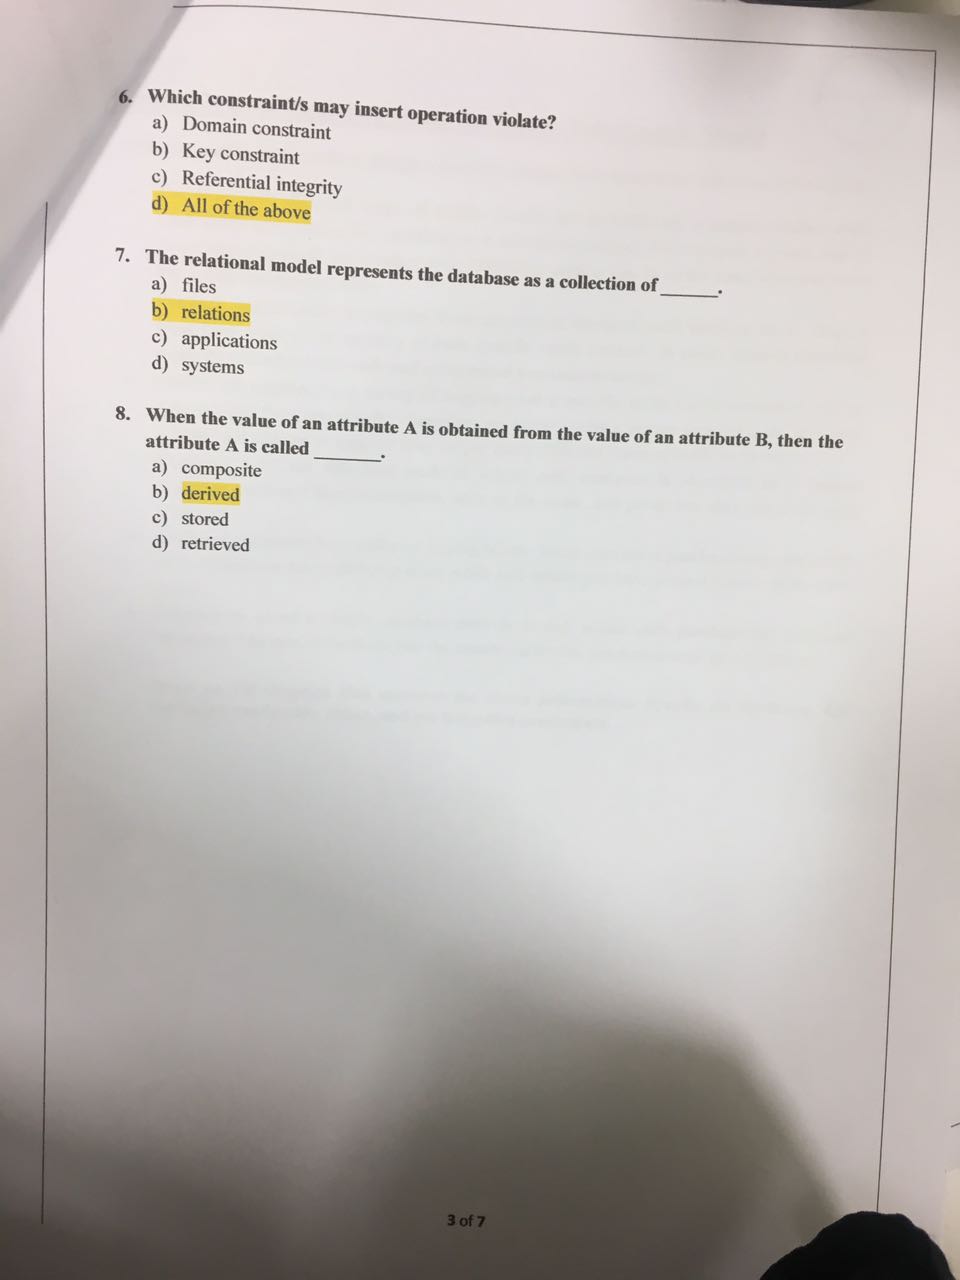 6. Which constraint/s may insert operation violate?
a) Domain constraint
b) Key constraint
c) Referential integrity
d) All of the above
7. The relational model represents the database as a collection of ______.
a) files
b) relations
c) applications
d) systems
8. When the value of an attribute A is obtained from the value of an attribute B, then the
attribute A is called _______.
a) composite
b) derived
c) stored
d) retrieved
3 of 7